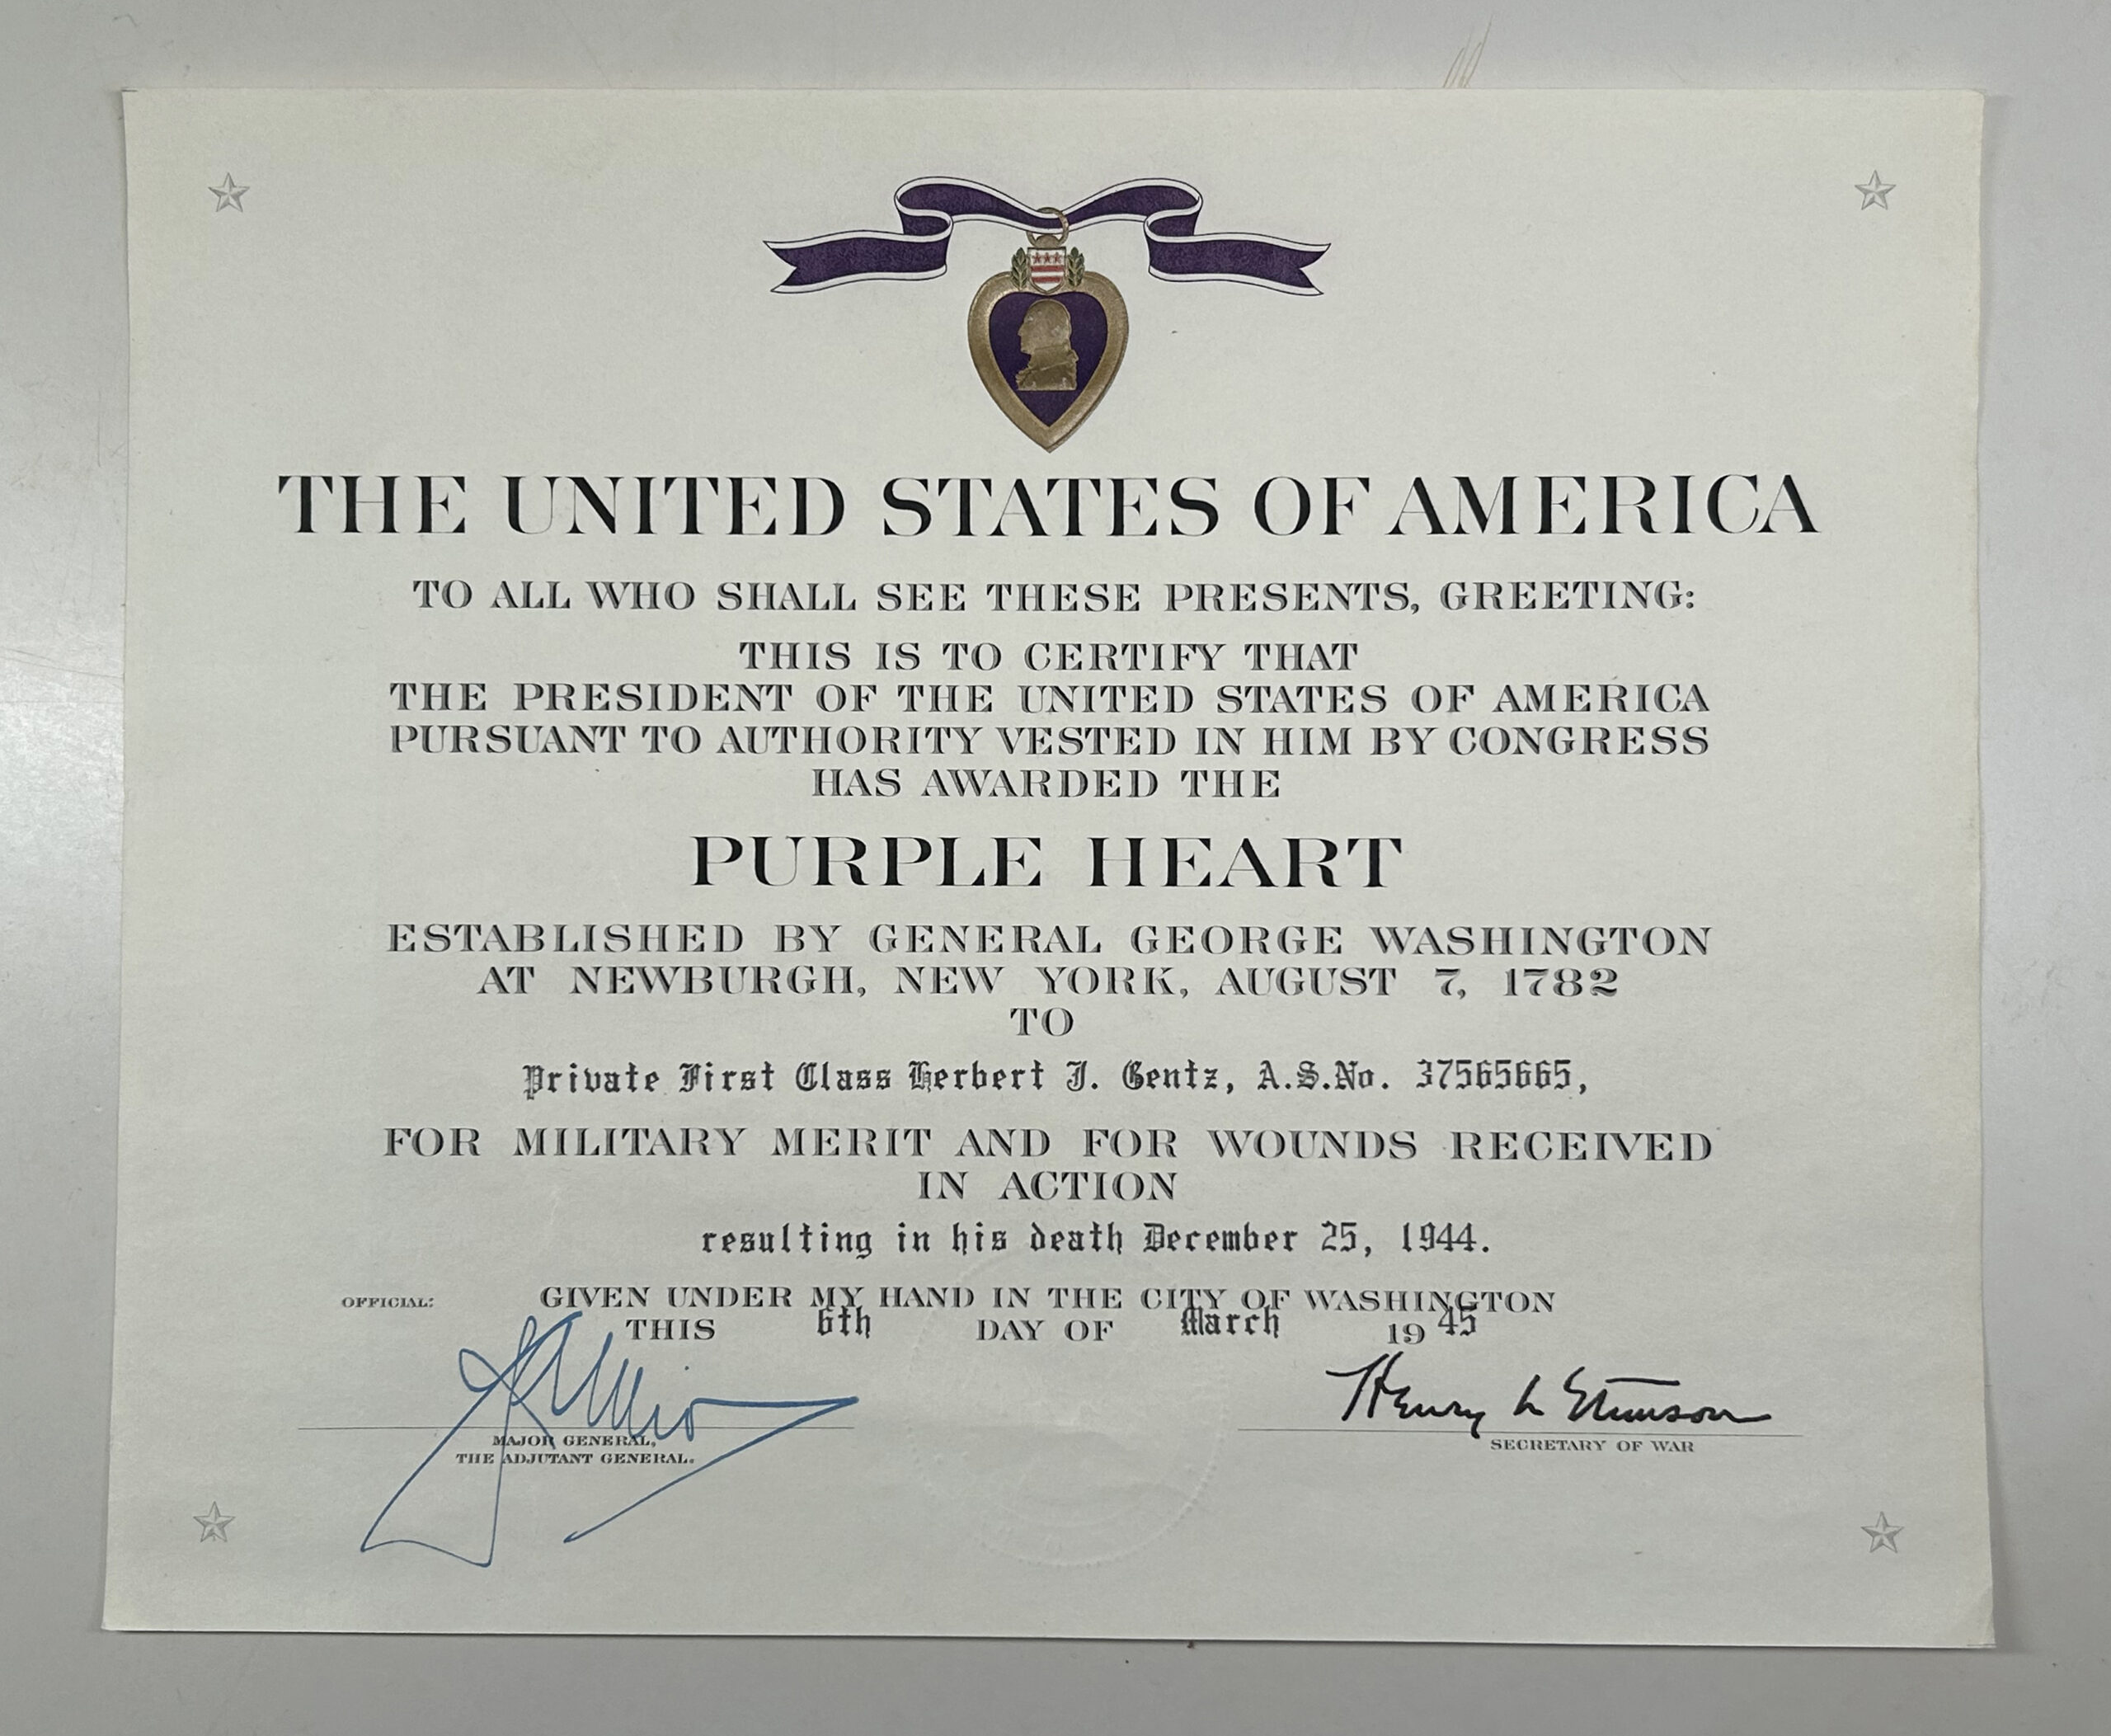 THE UNITED STATES OF AMERICA
TO ALL WHO SHALL SEE THESE PRESENTS, GREETING:
THIS IS TO CERTIFY THAT
THE PRESIDENT OF THE UNITED STATES OF AMERICA
PURSUANT TO AUTHORITY VESTED IN HIM BY CONGRESS
HAS AWARDED THE
PURPLE HEART
ESTABLISHED BY GENERAL GEORGE WASHINGTON
AT NEWBURGH, NEW YORK, AUGUST 7, 1782
TO
Private First Class Herbert J. Gentz, A.S.No. 37565665,
FOR MILITARY MERIT AND FOR WOUNDS RECEIVED
IN ACTION
resulting in his death December 25, 1944.
OFFICIAL: GIVEN UNDER MY HAND IN THE CITY OF WASHINGTON
THIS 6th DAY OF March 19 45
Henry L Stimson
MAJOR GENERAL,
THE ADJUTANT GENERAL.
SECRETARY OF WAR